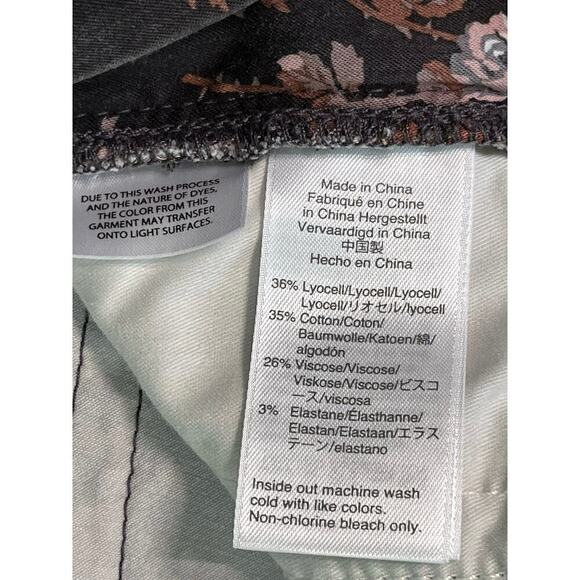 DUE TO THIS WASH PROCESS
AND THE NATURE OF DYES,
THE COLOR FROM THIS
GARMENT MAY TRANSFER
ONTO LIGHT SURFACES.
Made in China
Fabriqué en Chine
in China Hergestellt
Vervaardigd in China
中国製
Hecho en China
36% Lyocell/Lyocell/Lyocell/
Lyocell/リオセル/lyocell
35% Cotton/Coton/
Baumwolle/Katoen/綿/
algodón
26% Viscose/Viscose/
Viskose/Viscose/ビスコ
ース/viscosa
3% Elastane/Élasthanne/
Elastan/Elastaan/エラス
テーン/elastano
Inside out machine wash
cold with like colors.
Non-chlorine bleach only.